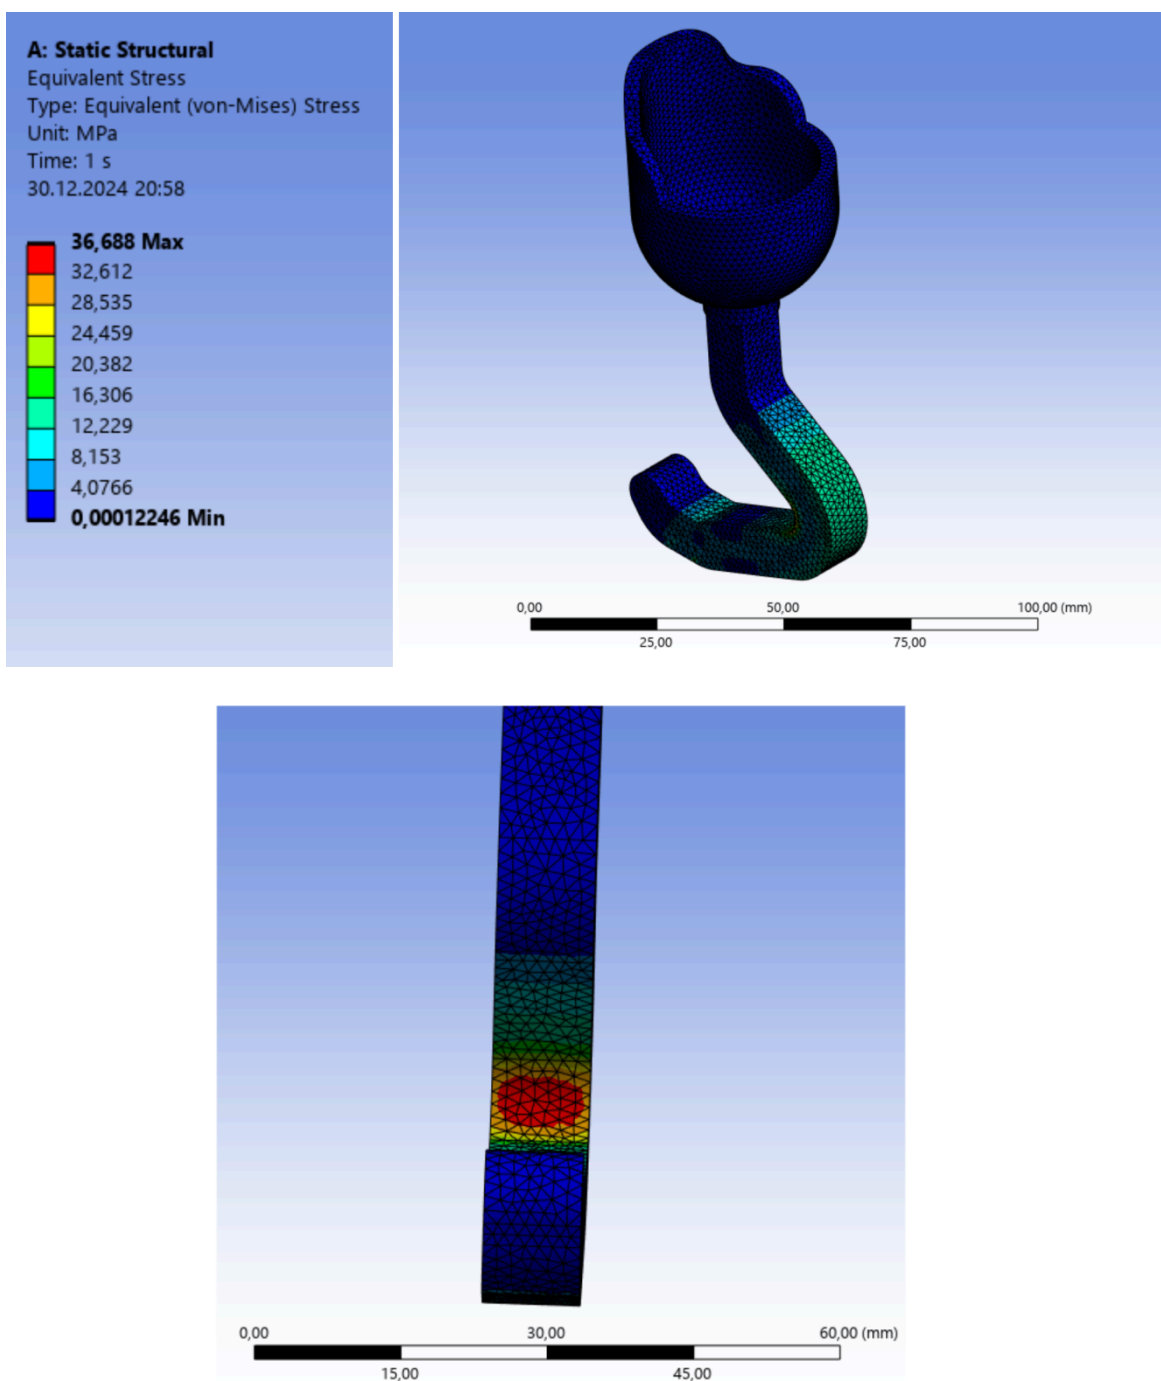 A: Static Structural
Equivalent Stress
Type: Equivalent (von-Mises) Stress
Unit: MPa
Time: 1 s
30.12.2024 20:58
36,688 Max
32,612
28,535
24,459
20,382
16,306
12,229
8,153
4,0766
0,00012246 Min
0,00 50,00 100,00 (mm)
25,00 75,00
0,00 30,00 60,00 (mm)
15,00 45,00